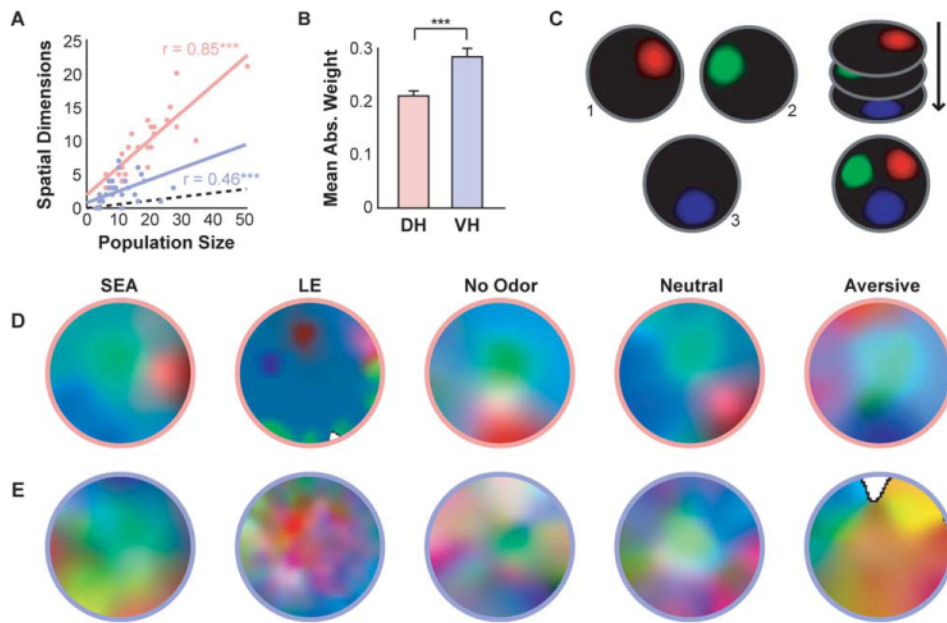 A
Spatial Dimensions
25
20
15
10
5
0
0 10 20 30 40 50
Population Size
r = 0.85***
r = 0.46***
B
***
Mean Abs. Weight
0.3
0.2
0.1
0
DH VH
C
1
2
3
SEA LE No Odor Neutral Aversive
D
E